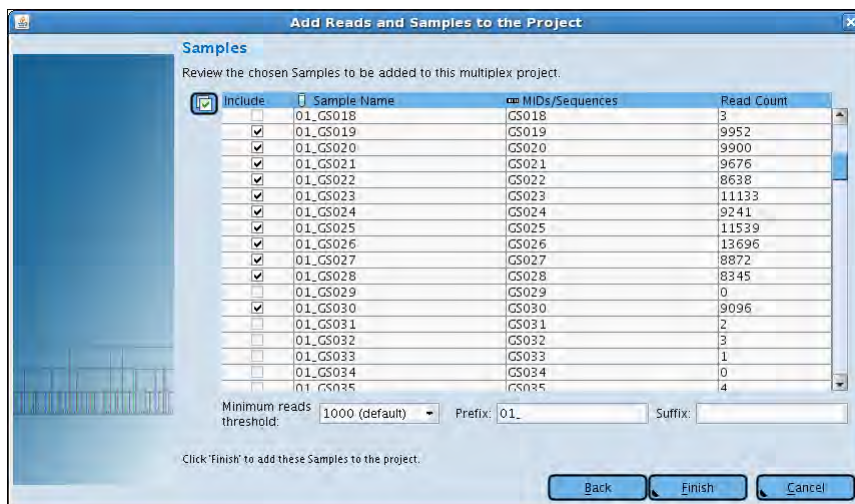 Add Reads and Samples to the Project
Samples
Review the chosen Samples to be added to this multiplex project.
Include Sample Name MIDs/Sequences Read Count
01_GS018 GS018 3
01_GS019 GS019 9952
01_GS020 GS020 9900
01_GS021 GS021 9676
01_GS022 GS022 8638
01_GS023 GS023 11133
01_GS024 GS024 9241
01_GS025 GS025 11539
01_GS026 GS026 13696
01_GS027 GS027 8872
01_GS028 GS028 8345
01_GS029 GS029 0
01_GS030 GS030 9096
01_GS031 GS031 2
01_GS032 GS032 3
01_GS033 GS033 1
01_GS034 GS034 0
01_GS035 GS035 4
Minimum reads threshold: 1000 (default) Prefix: 01_ Suffix:
Click 'Finish' to add these Samples to the project.
Back Finish Cancel